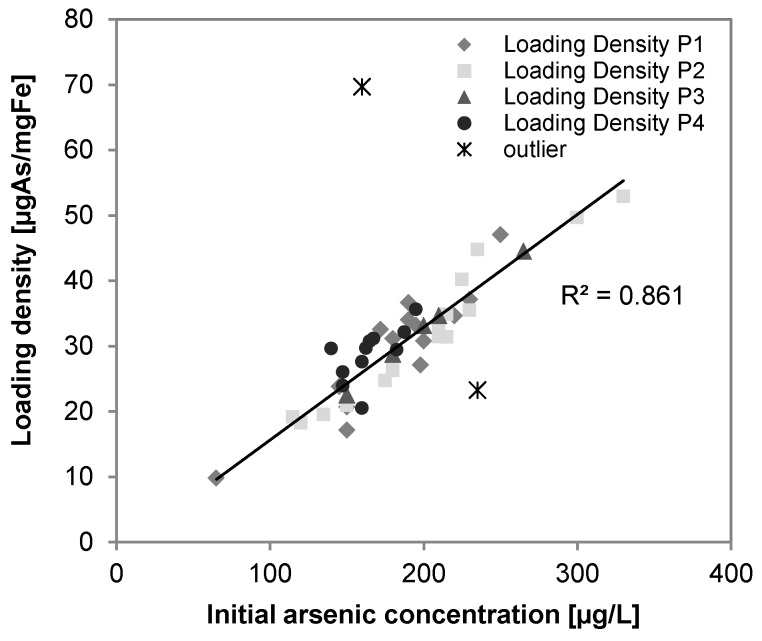 80
70
60
50
40
30
20
10
0
Loading density [µgAs/mgFe]
Loading Density P1
Loading Density P2
Loading Density P3
Loading Density P4
outlier
R² = 0.861
0 100 200 300 400
Initial arsenic concentration [µg/L]